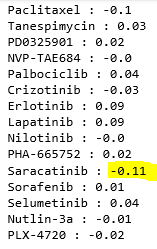 Paclitaxel : -0.1
Tanespimycin : 0.03
PD0325901 : 0.02
NVP-TAE684 : -0.0
Palbociclib : 0.04
Crizotinib : -0.03
Erlotinib : 0.09
Lapatinib : 0.09
Nilotinib : -0.0
PHA-665752 : 0.02
Saracatinib : -0.11
Sorafenib : 0.01
Selumetinib : 0.04
Nutlin-3a : -0.01
PLX-4720 : -0.02